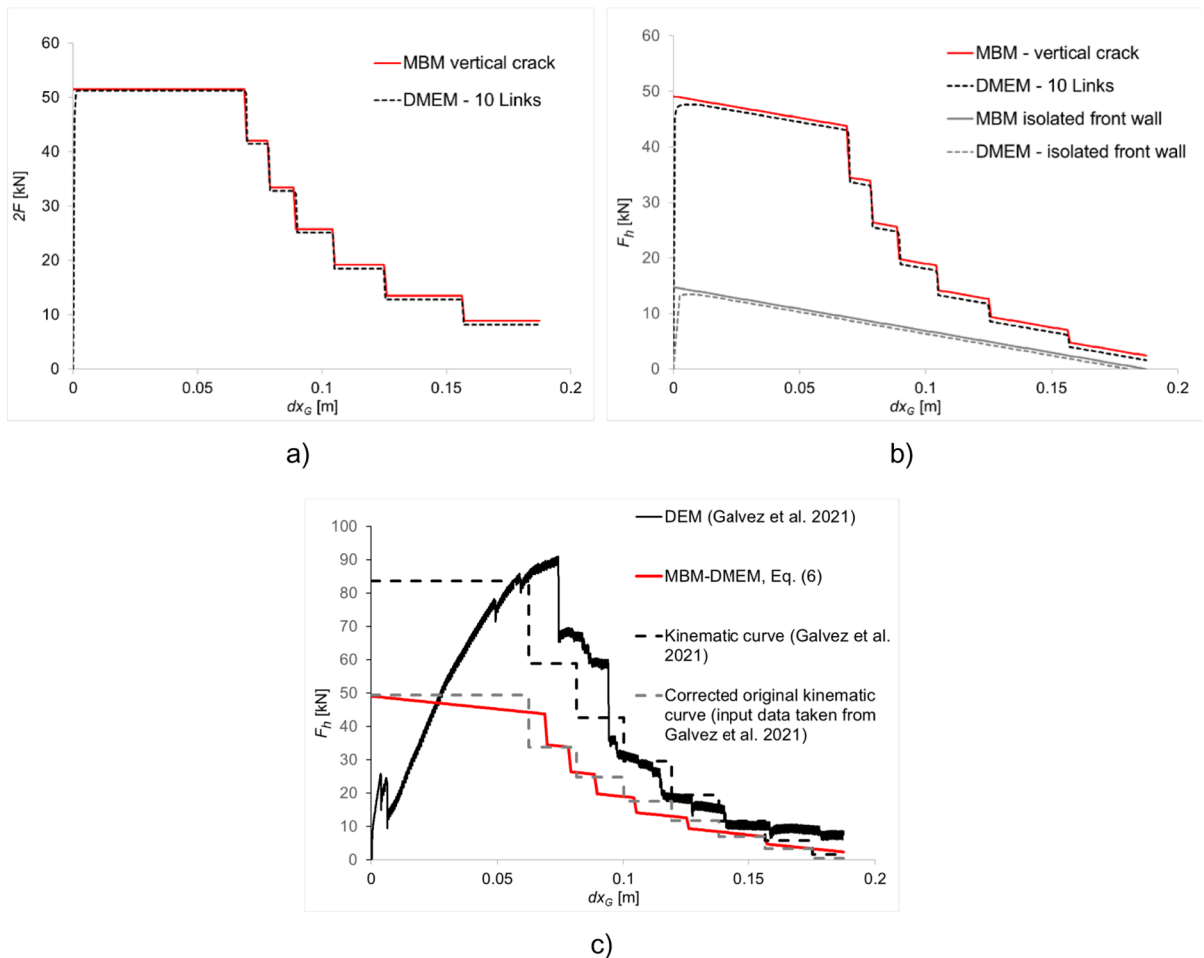 60
50
40
30
20
10
0
2F [kN]
0
0.05
0.1
0.15
0.2
dx_G [m]
MBM vertical crack
DMEM - 10 Links
a)
60
50
40
30
20
10
0
F_h [kN]
0
0.05
0.1
0.15
0.2
dx_G [m]
MBM - vertical crack
DMEM - 10 Links
MBM isolated front wall
DMEM - isolated front wall
b)
100
90
80
70
60
50
40
30
20
10
0
F_h [kN]
0
0.05
0.1
0.15
0.2
dx_G [m]
DEM (Galvez et al. 2021)
MBM-DMEM, Eq. (6)
Kinematic curve (Galvez et al.
2021)
Corrected original kinematic
curve (input data taken from
Galvez et al. 2021)
c)